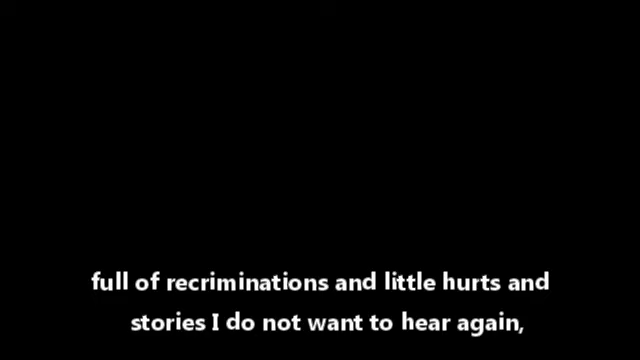 full of recriminations and little hurts and
stories I do not want to hear again,